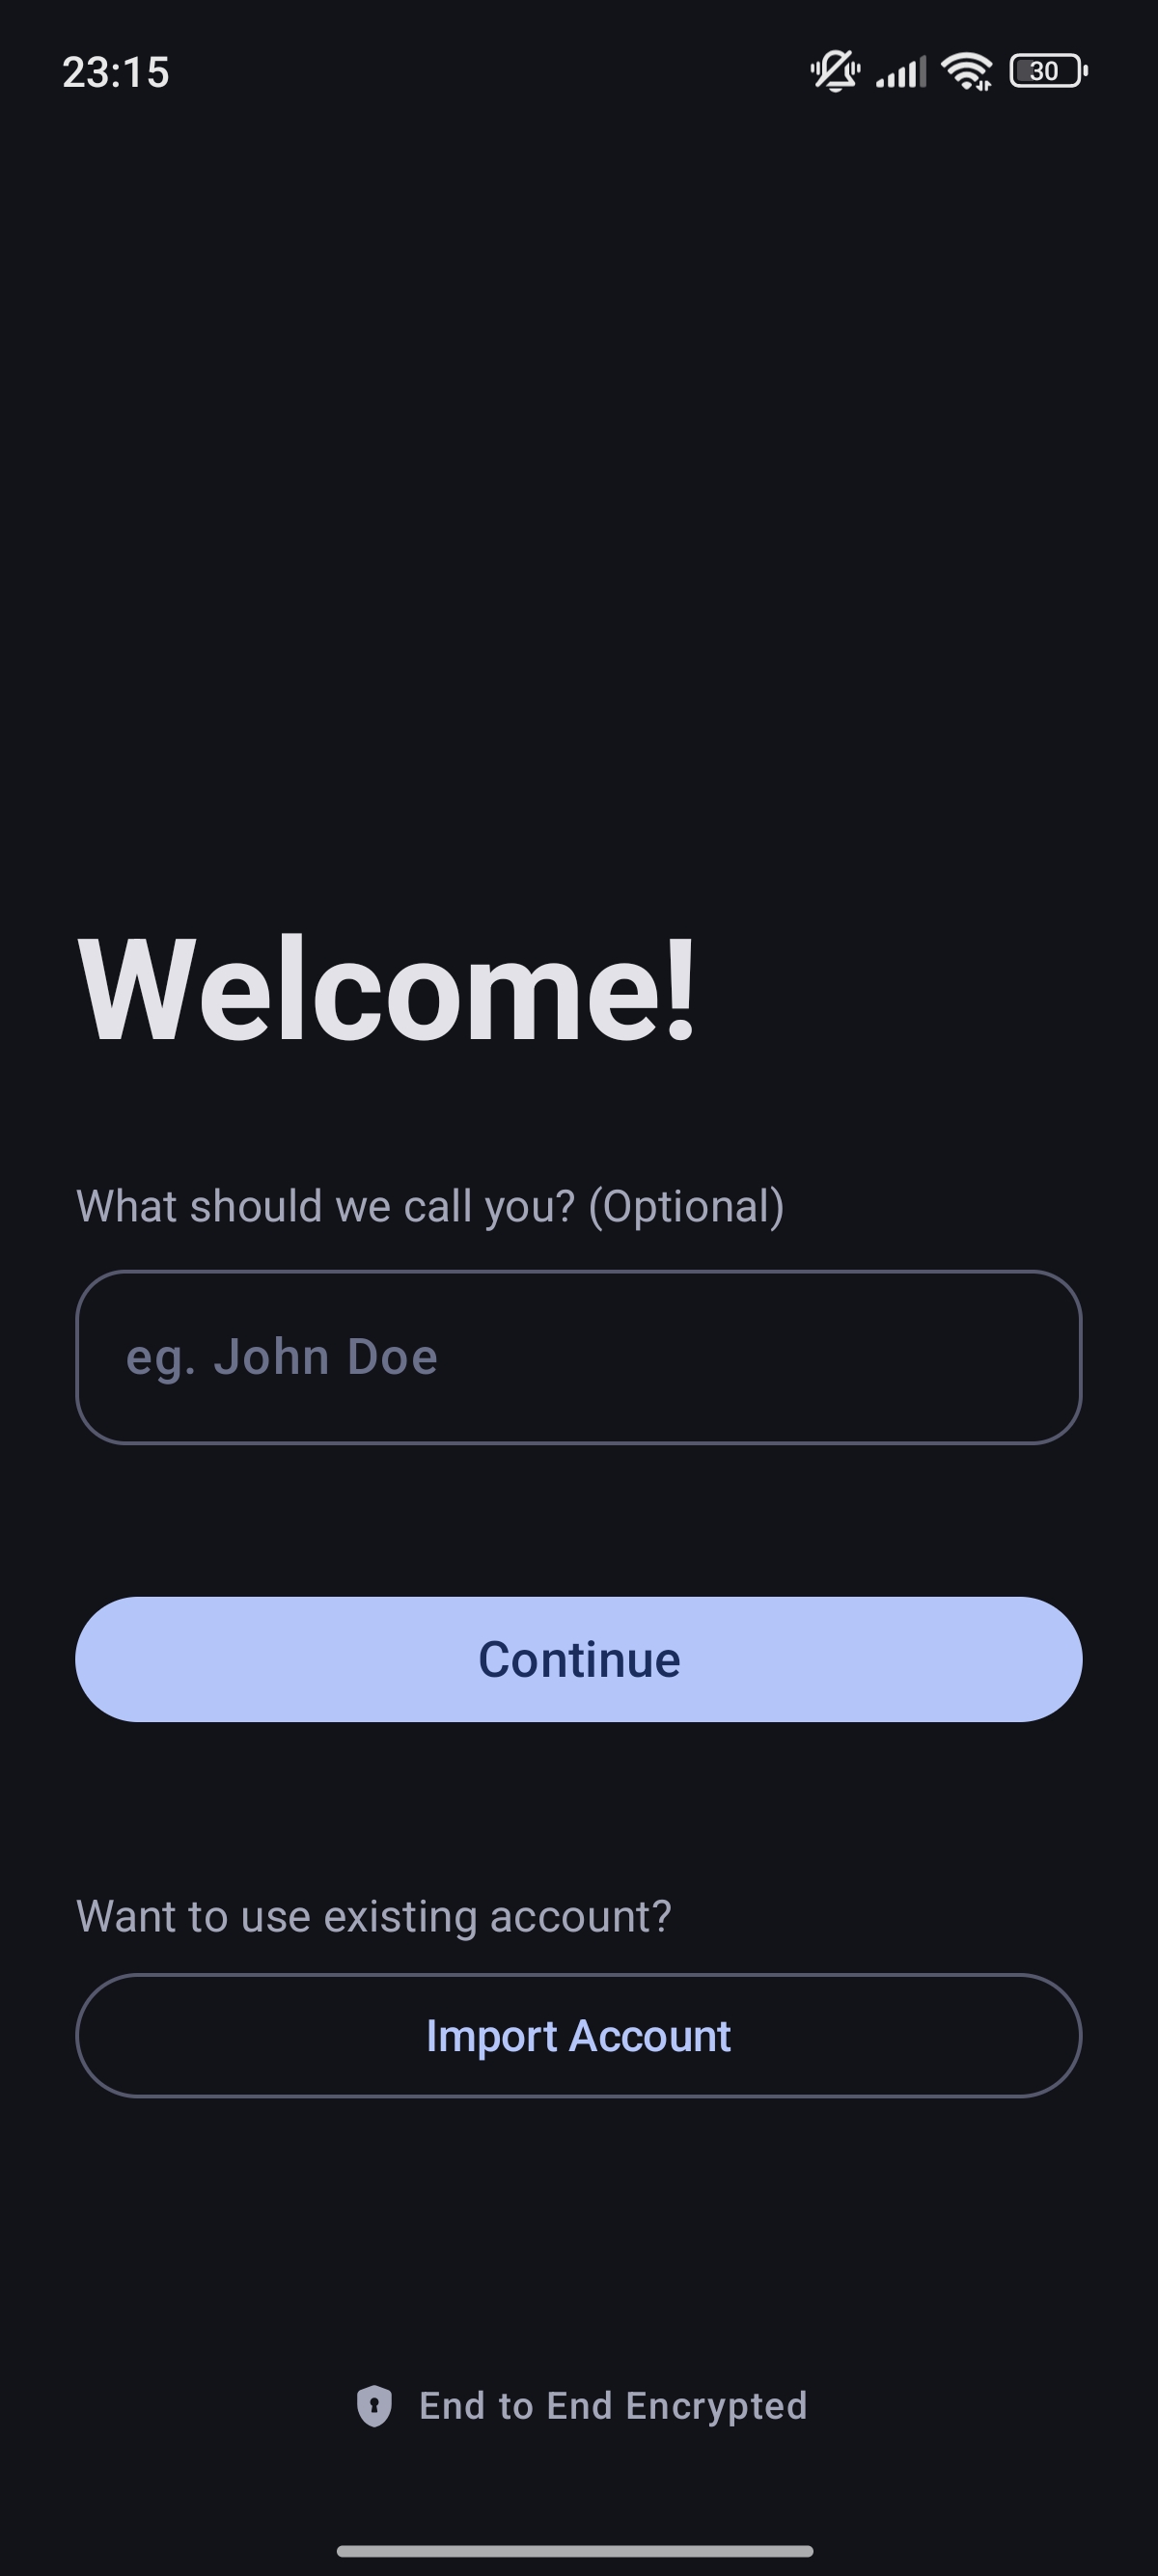 23:15
30
Welcome!
What should we call you? (Optional)
eg. John Doe
Continue
Want to use existing account?
Import Account
End to End Encrypted